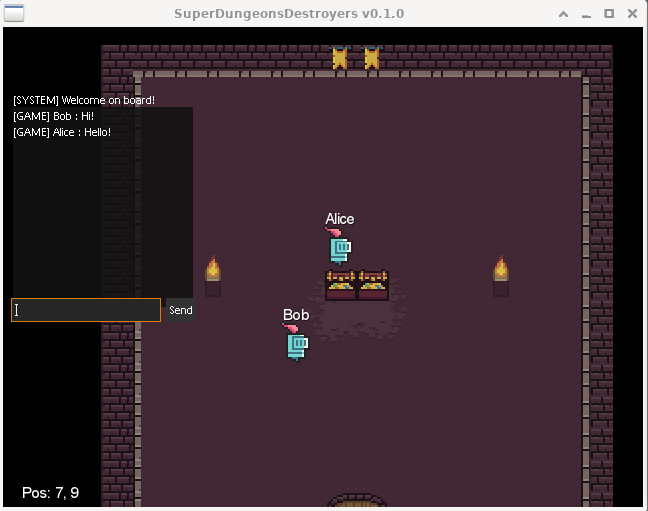 SuperDungeonsDestroyers v0.1.0
[SYSTEM] Welcome on board!
[GAME] Bob : Hi!
[GAME] Alice : Hello!
Alice
Send
Bob
Pos: 7, 9